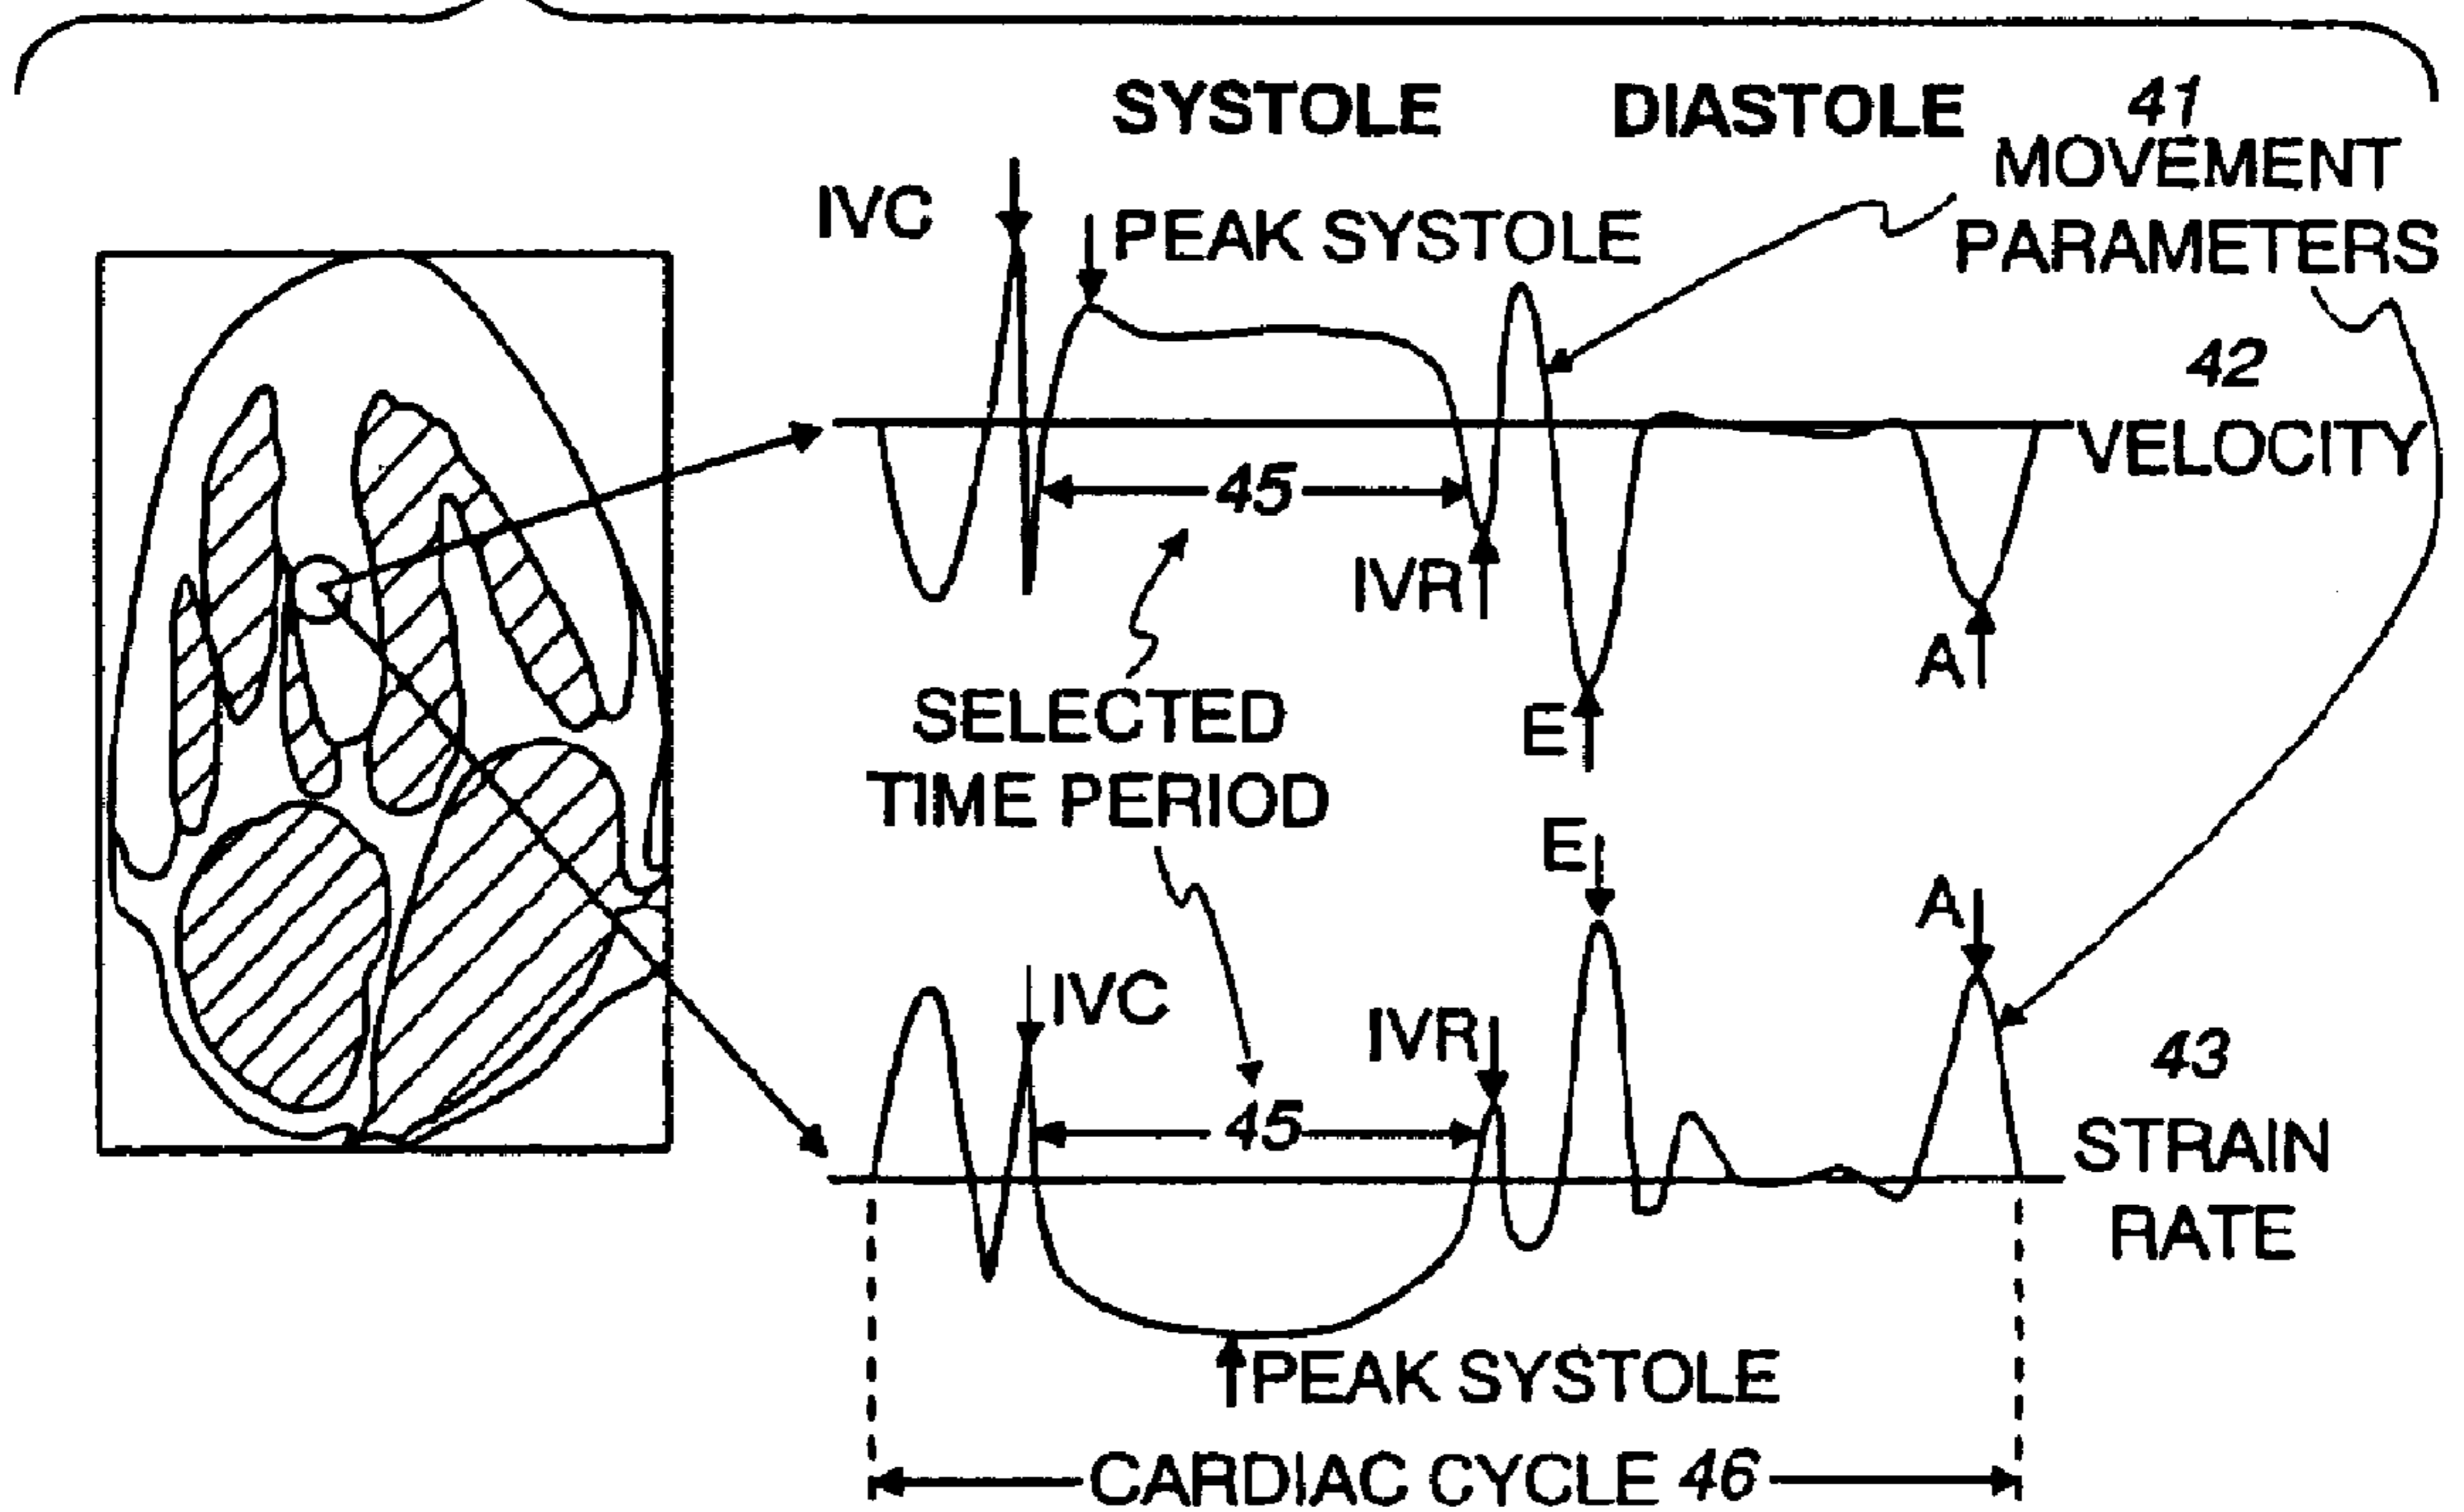 SYSTOLE
DIASTOLE
41
MOVEMENT
PARAMETERS
IVC
PEAK SYSTOLE
42
VELOCITY
45
IVR
A
E
SELECTED
TIME PERIOD
E
A
IVC
IVR
45
43
STRAIN
RATE
PEAK SYSTOLE
CARDIAC CYCLE 46